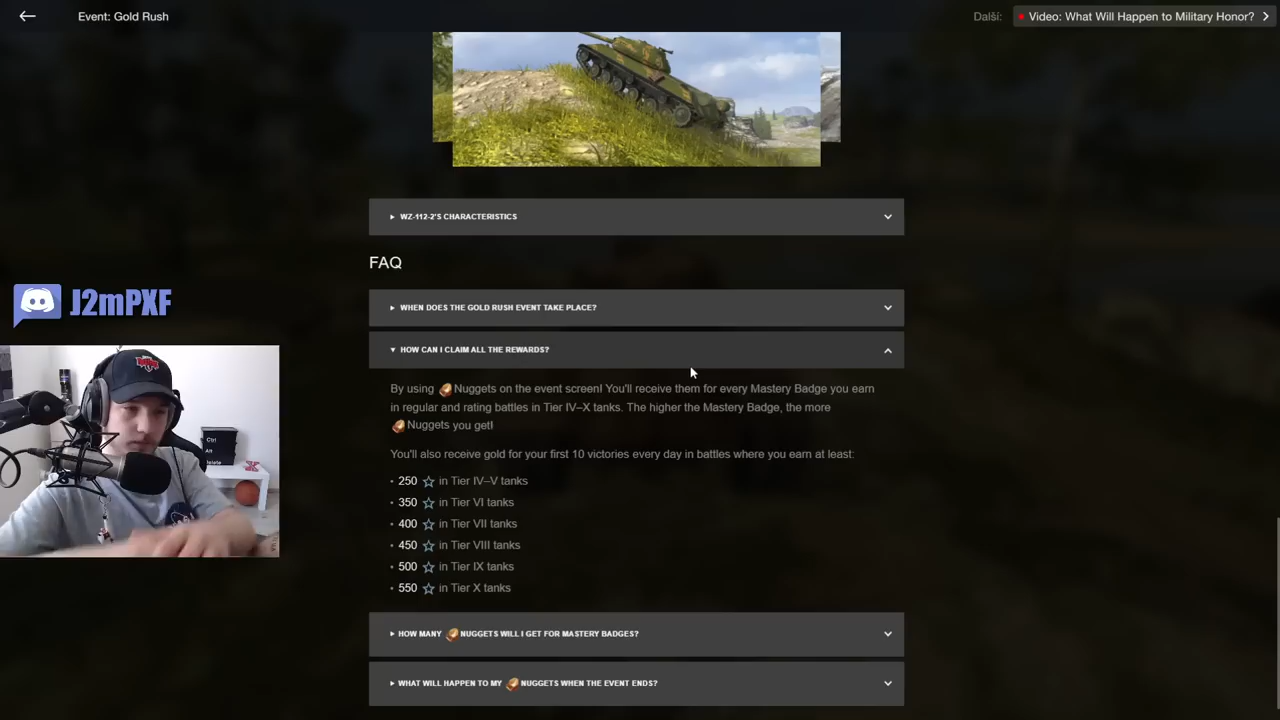 Event: Gold Rush
Další:
Video: What Will Happen to Military Honor?
WZ-112-2'S CHARACTERISTICS
FAQ
WHEN DOES THE GOLD RUSH EVENT TAKE PLACE?
J2mPXF
HOW CAN I CLAIM ALL THE REWARDS?
By using Nuggets on the event screen! You'll receive them for every Mastery Badge you earn
in regular and rating battles in Tier IV–X tanks. The higher the Mastery Badge, the more
Nuggets you get!
You'll also receive gold for your first 10 victories every day in battles where you earn at least:
• 250 ☆ in Tier IV–V tanks
• 350 ☆ in Tier VI tanks
• 400 ☆ in Tier VII tanks
• 450 ☆ in Tier VIII tanks
• 500 ☆ in Tier IX tanks
• 550 ☆ in Tier X tanks
Ctrl
Alt
HOW MANY NUGGETS WILL I GET FOR MASTERY BADGES?
WHAT WILL HAPPEN TO MY NUGGETS WHEN THE EVENT ENDS?